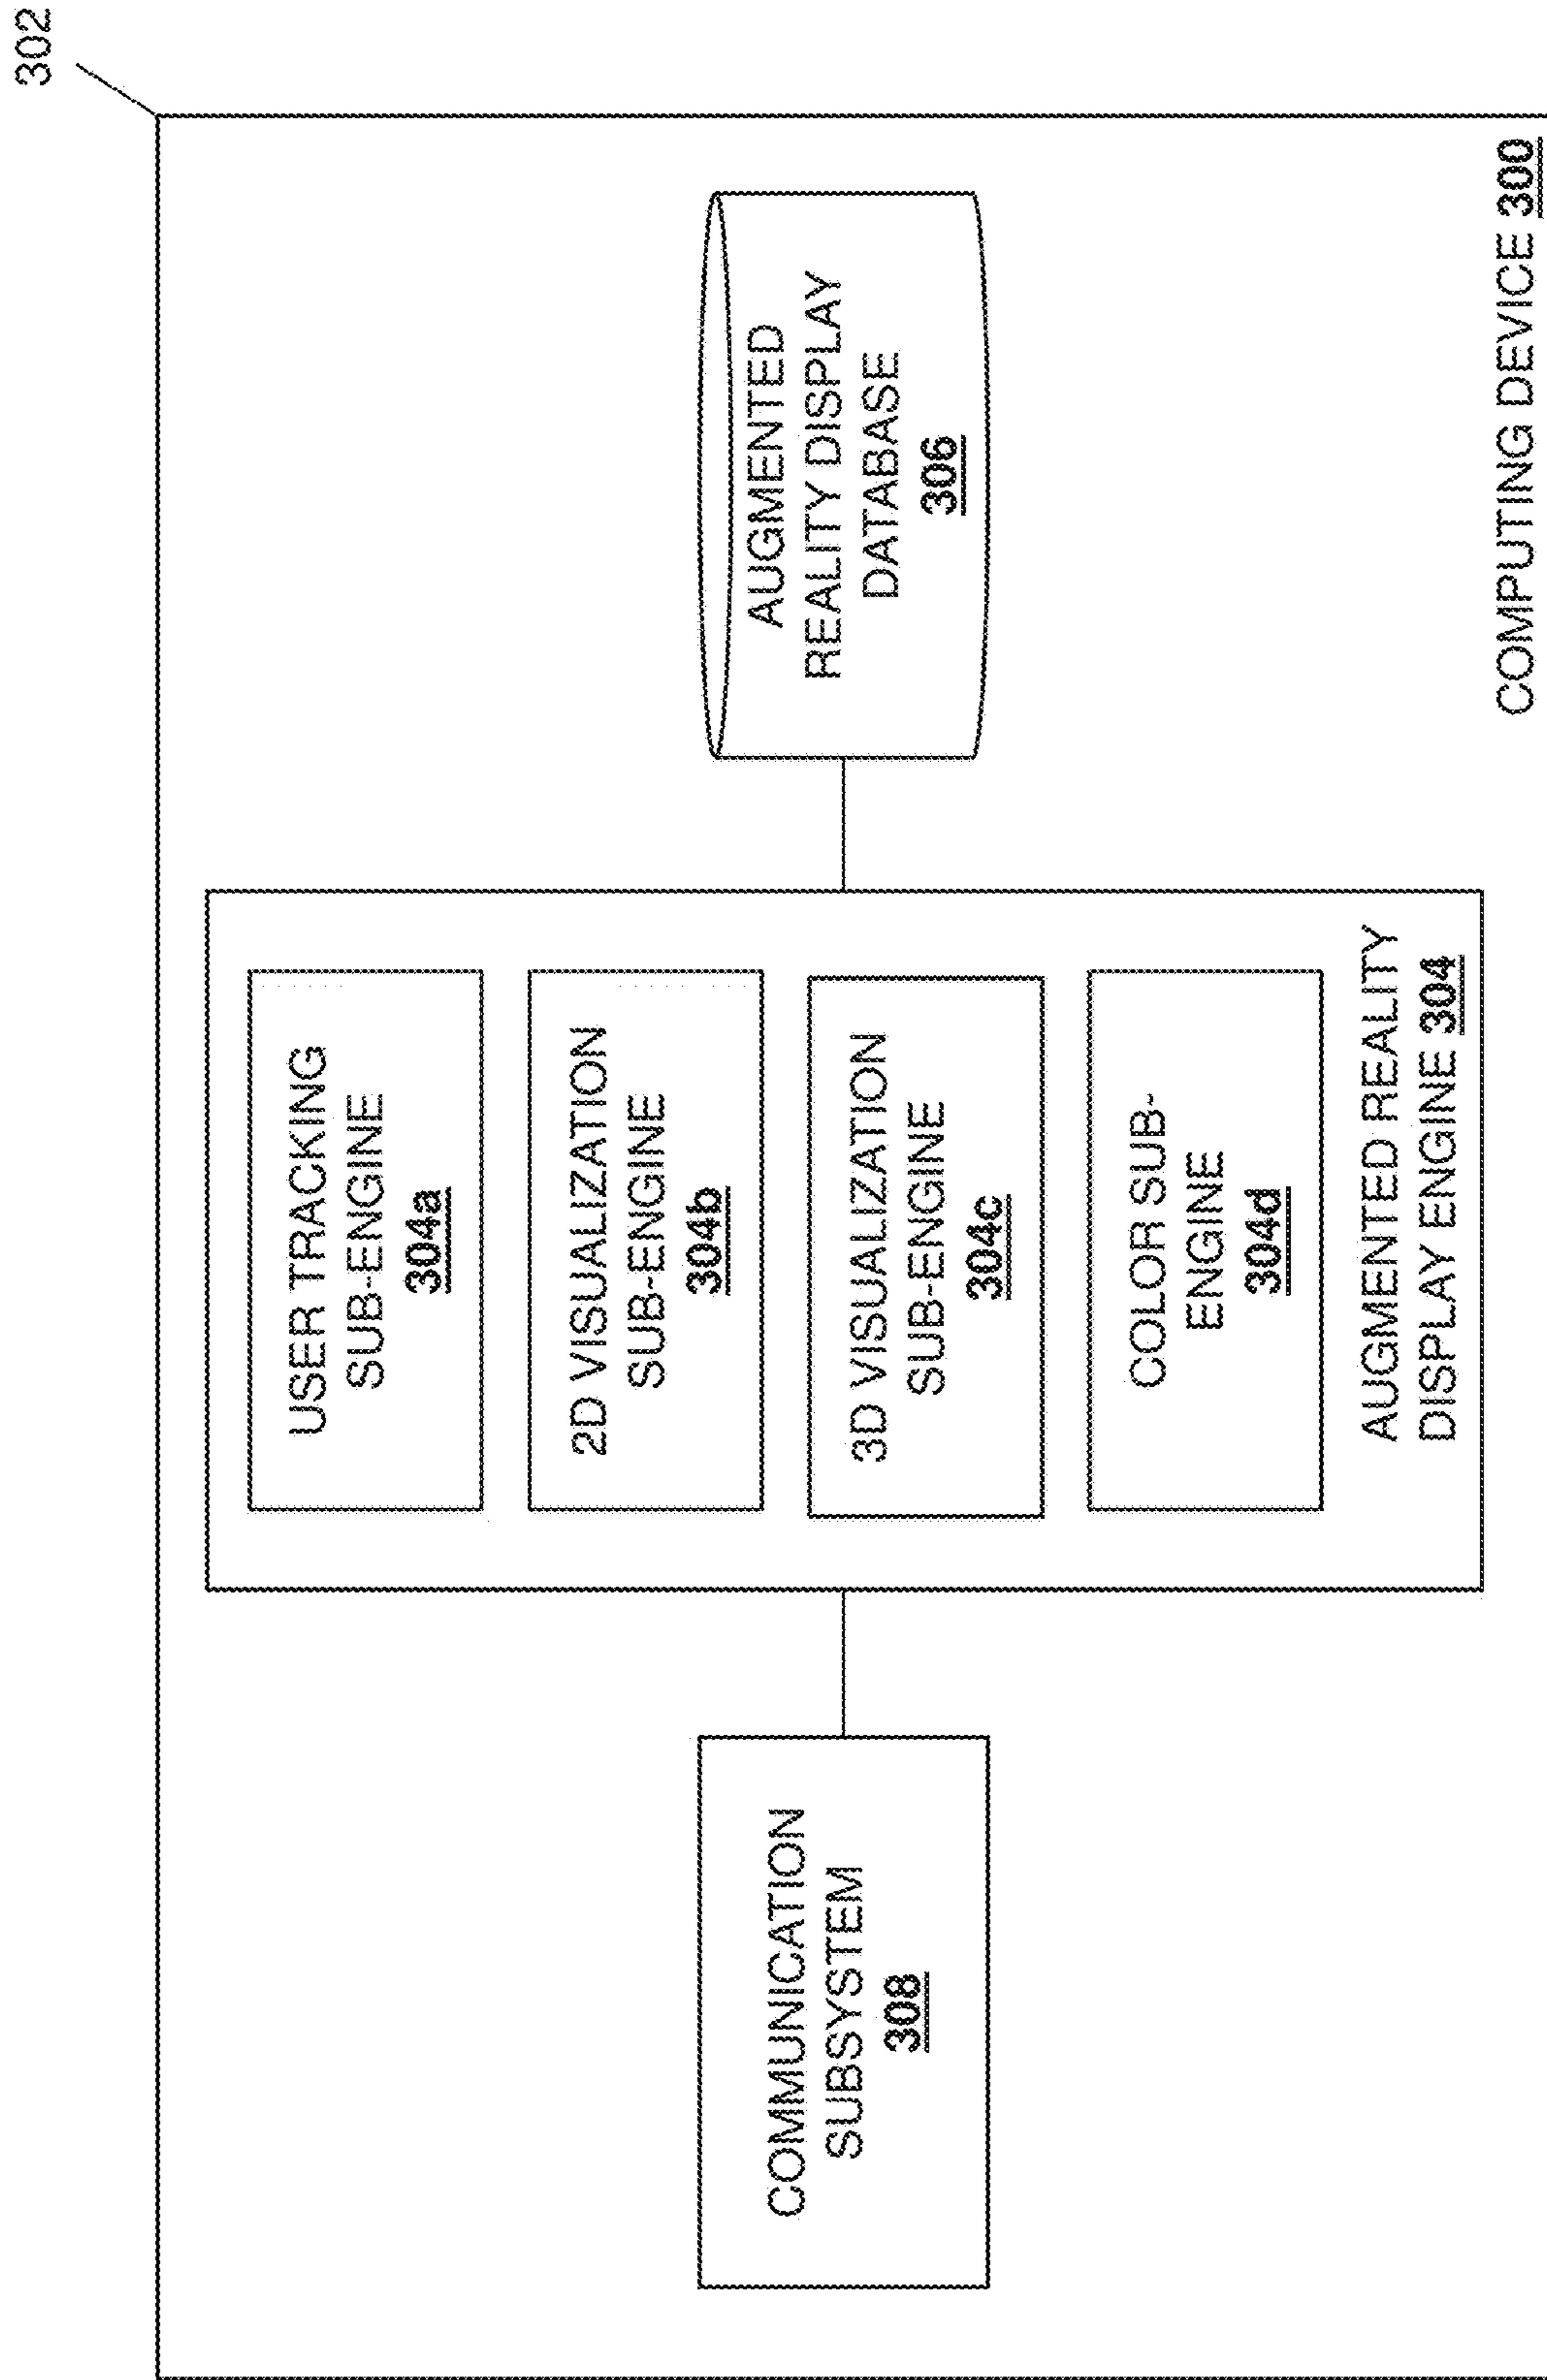 302
COMMUNICATION
SUBSYSTEM
308
USER TRACKING
SUB-ENGINE
304a
2D VISUALIZATION
SUB-ENGINE
304b
3D VISUALIZATION
SUB-ENGINE
304c
COLOR SUB-
ENGINE
304d
AUGMENTED REALITY
DISPLAY ENGINE 304
AUGMENTED
REALITY DISPLAY
DATABASE
306
COMPUTING DEVICE 300